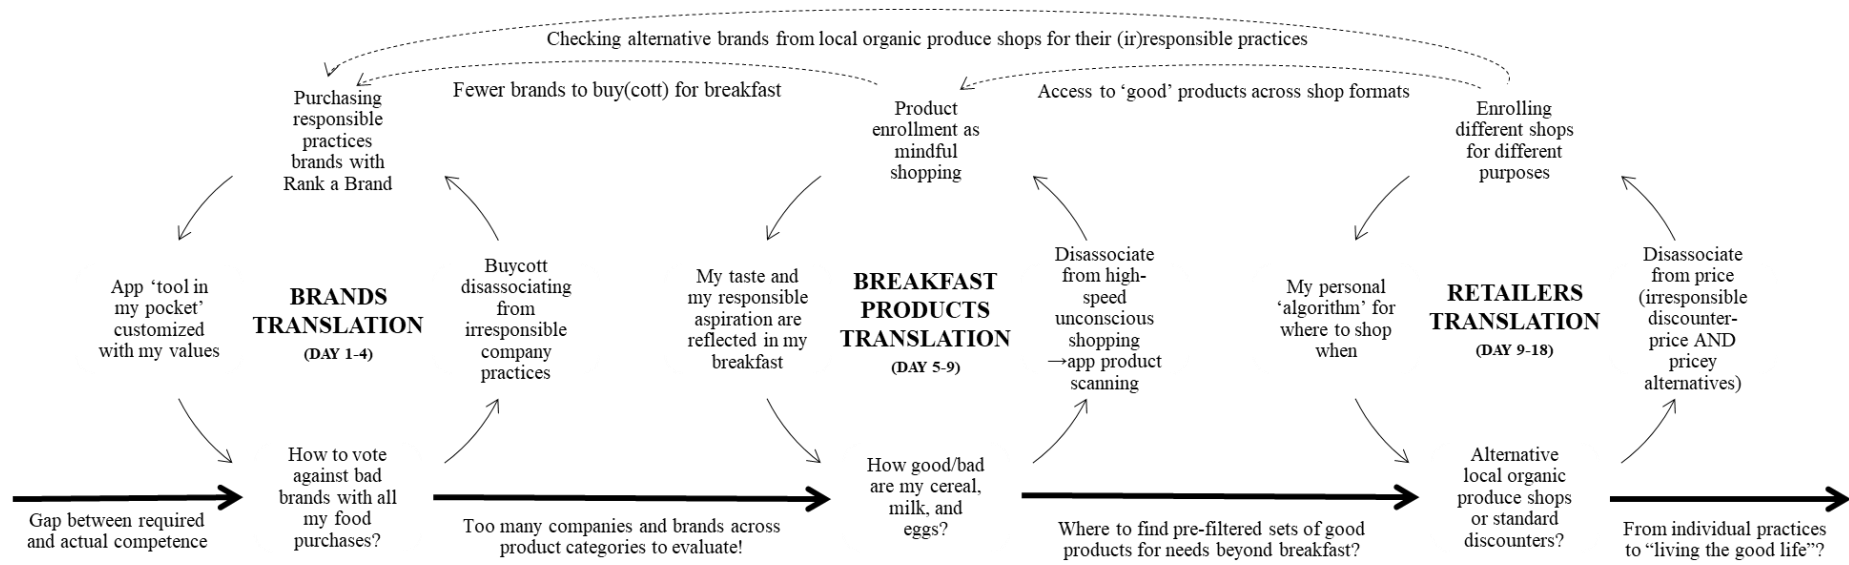 Checking alternative brands from local organic produce shops for their (ir)responsible practices
Fewer brands to buy(cott) for breakfast
Access to ‘good’ products across shop formats
Purchasing
responsible
practices
brands with
Rank a Brand
App ‘tool in
my pocket’
customized
with my values
BRANDS
TRANSLATION
(DAY 1-4)
Buycott
disassociating
from
irresponsible
company
practices
How to vote
against bad
brands with all
my food
purchases?
Product
enrollment as
mindful
shopping
My taste and
my responsible
aspiration are
reflected in my
breakfast
BREAKFAST
PRODUCTS
TRANSLATION
(DAY 5-9)
Disassociate
from high-
speed
unconscious
shopping
→app product
scanning
How good/bad
are my cereal,
milk, and
eggs?
Enrolling
different shops
for different
purposes
My personal
‘algorithm’ for
where to shop
when
RETAILERS
TRANSLATION
(DAY 9-18)
Disassociate
from price
(irresponsible
discounter-
price AND
pricey
alternatives)
Alternative
local organic
produce shops
or standard
discounters?
Gap between required
and actual competence
Too many companies and brands across
product categories to evaluate!
Where to find pre-filtered sets of good
products for needs beyond breakfast?
From individual practices
to “living the good life”?